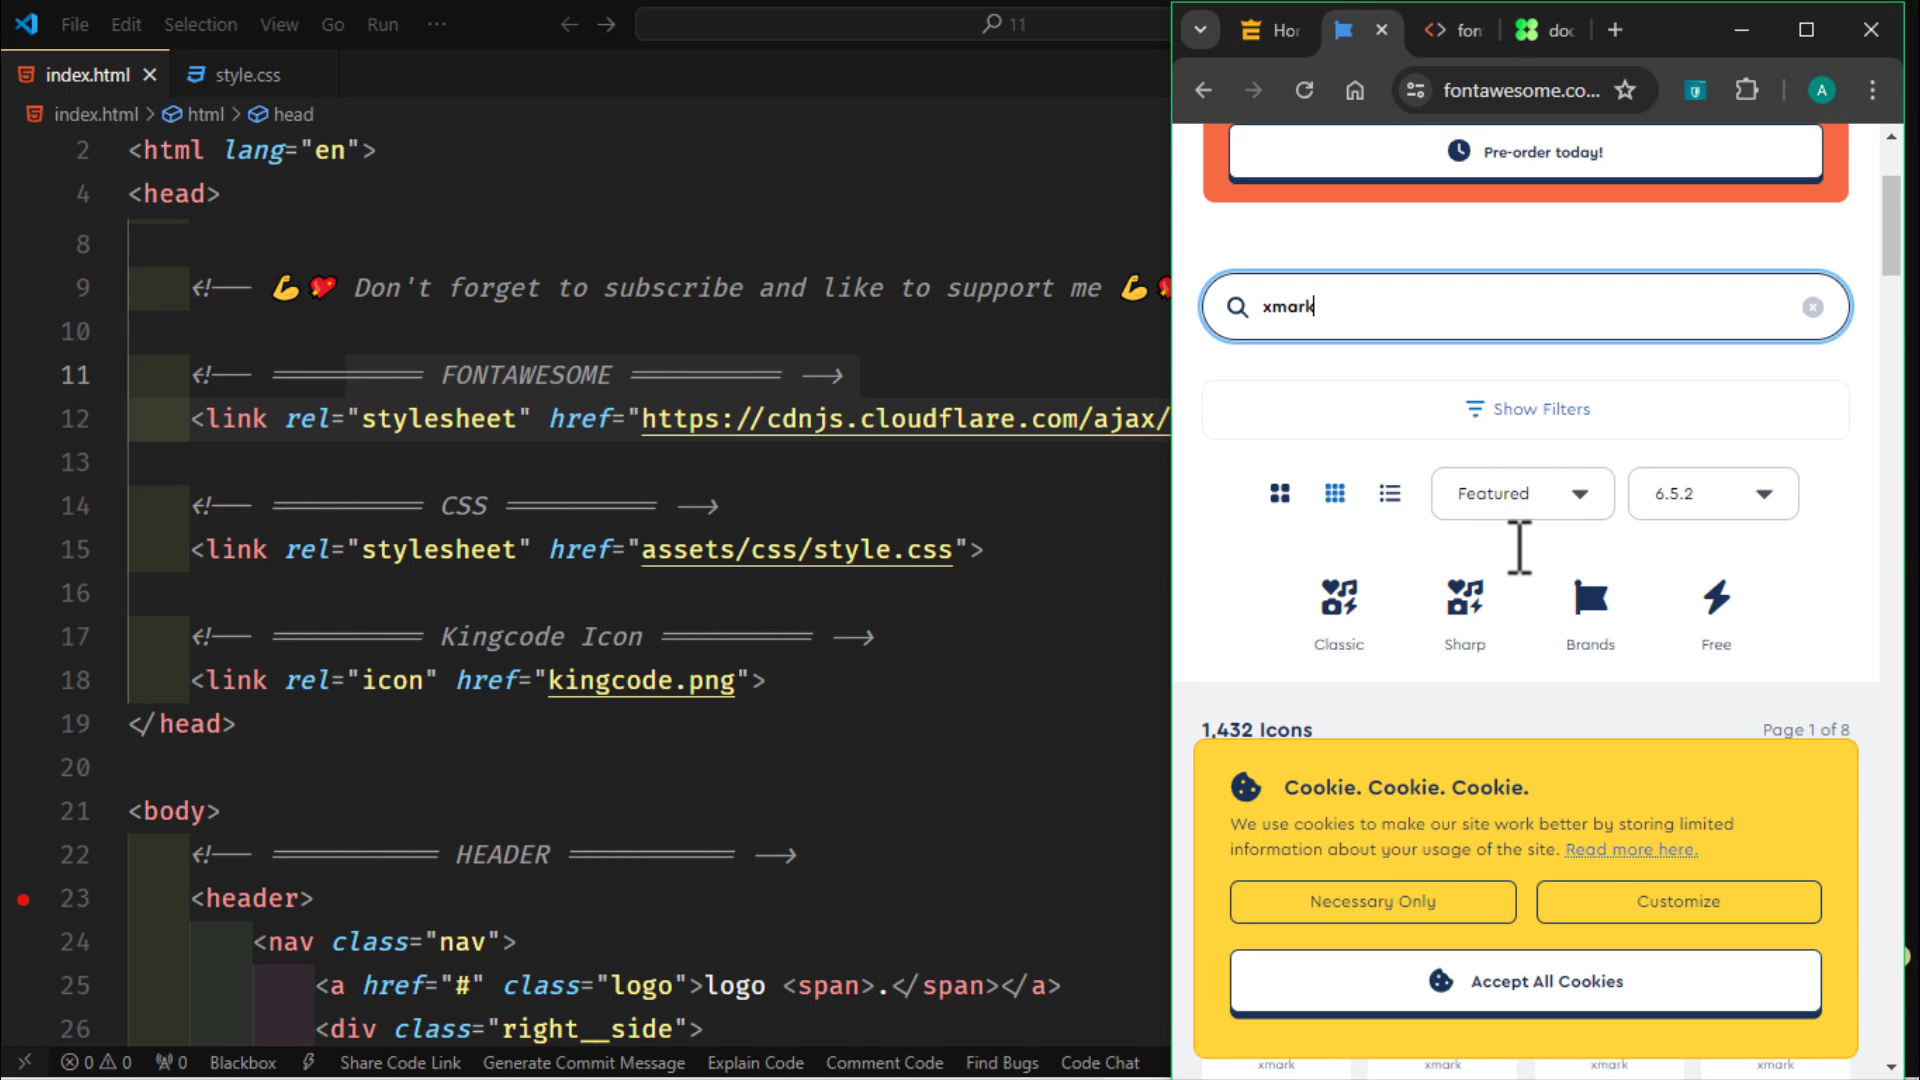 File Edit Selection View Go Run ···
11
index.html
style.css
index.html > html > head
2 <html lang="en">
4 <head>
8
9 <!-- 💪💖 Don't forget to subscribe and like to support me 💪
10
11 <!-- ========== FONTAWESOME ========== -->
12 <link rel="stylesheet" href="https://cdnjs.cloudflare.com/ajax/
13
14 <!-- ========== CSS ========== -->
15 <link rel="stylesheet" href="assets/css/style.css">
16
17 <!-- ========== Kingcode Icon ========== -->
18 <link rel="icon" href="kingcode.png">
19 </head>
20
21 <body>
22 <!-- =========== HEADER =========== -->
23 <header>
24 <nav class="nav">
25 <a href="#" class="logo">logo <span>.</span></a>
26 <div class="right__side">
0 0 0 Blackbox Share Code Link Generate Commit Message Explain Code Comment Code Find Bugs Code Chat
Hor
fon
doc
fontawesome.co...
A
Pre-order today!
xmark
Show Filters
Featured
6.5.2
Classic Sharp Brands Free
1,432 Icons
Page 1 of 8
Cookie. Cookie. Cookie.
We use cookies to make our site work better by storing limited
information about your usage of the site. Read more here.
Necessary Only
Customize
Accept All Cookies
xmark xmark xmark xmark